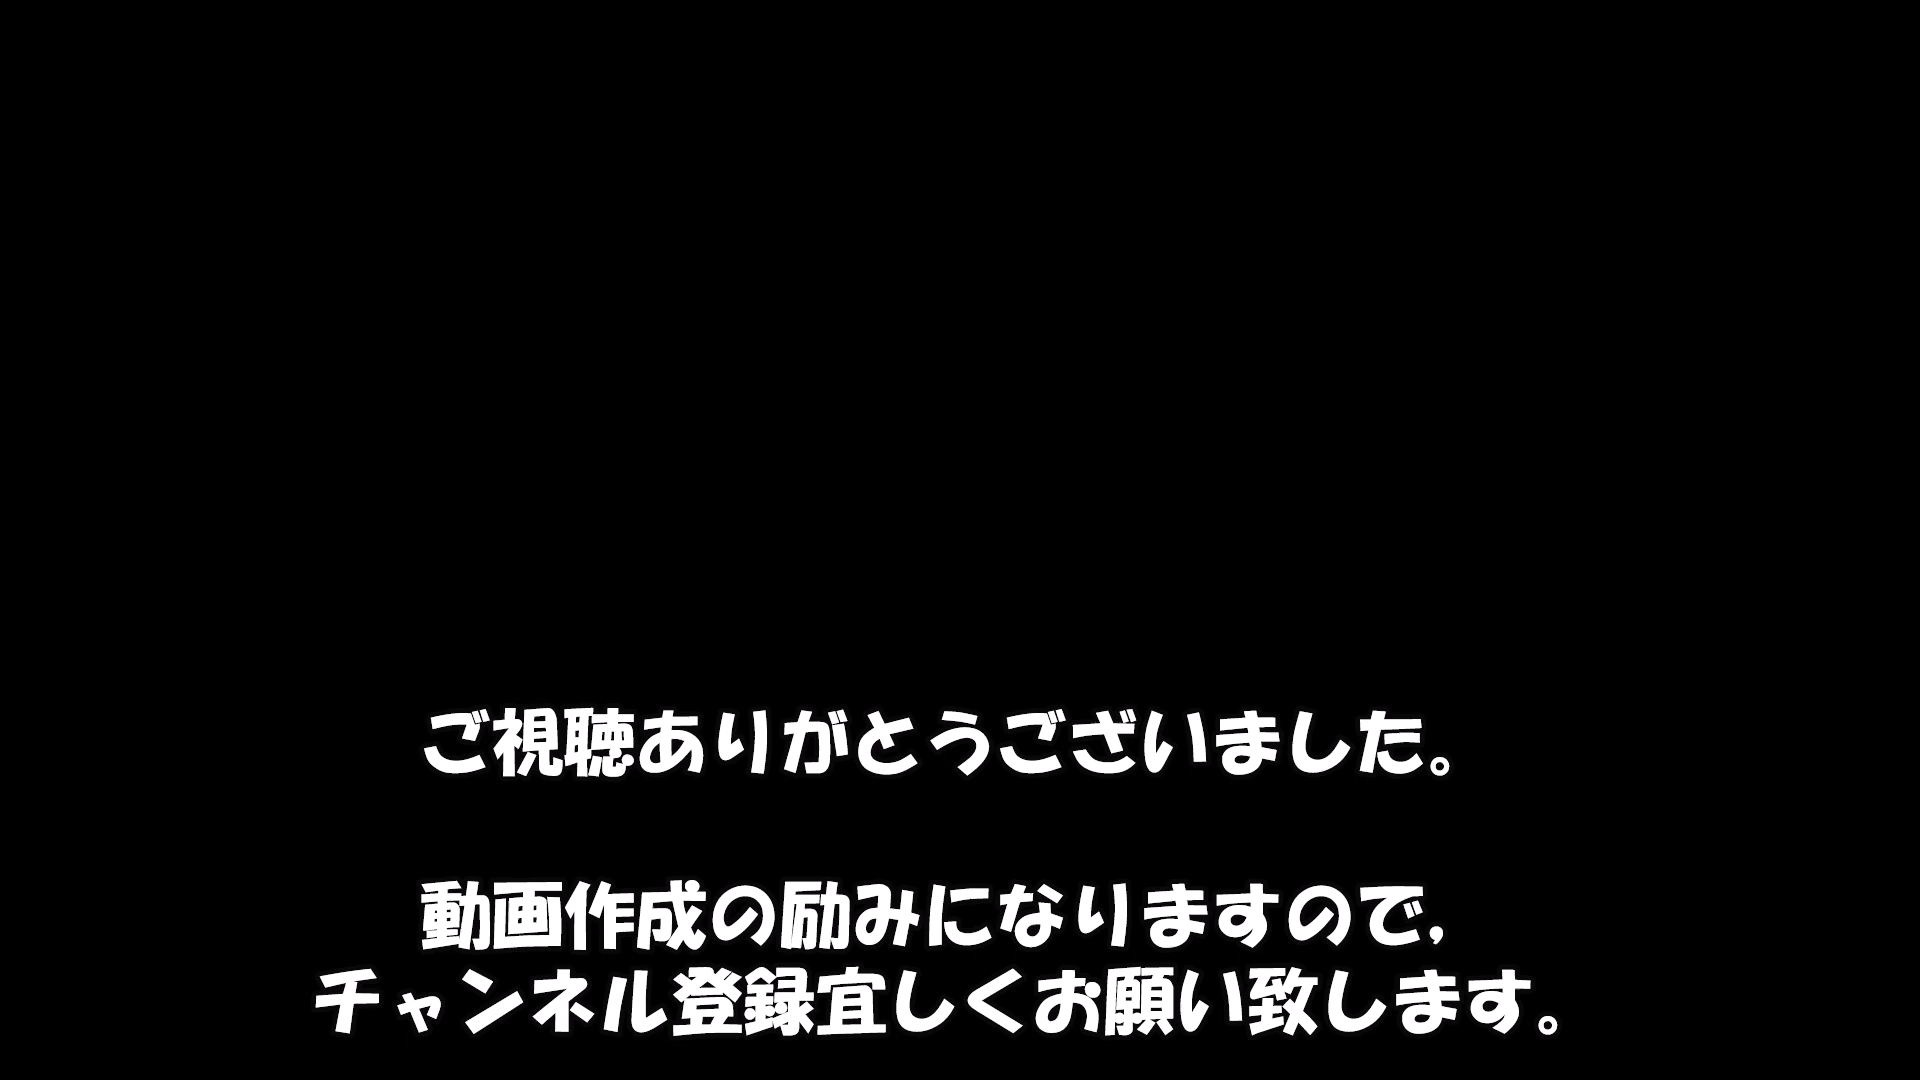 ご視聴ありがとうございました。
動画作成の励みになりますので,
チャンネル登録宜しくお願い致します。